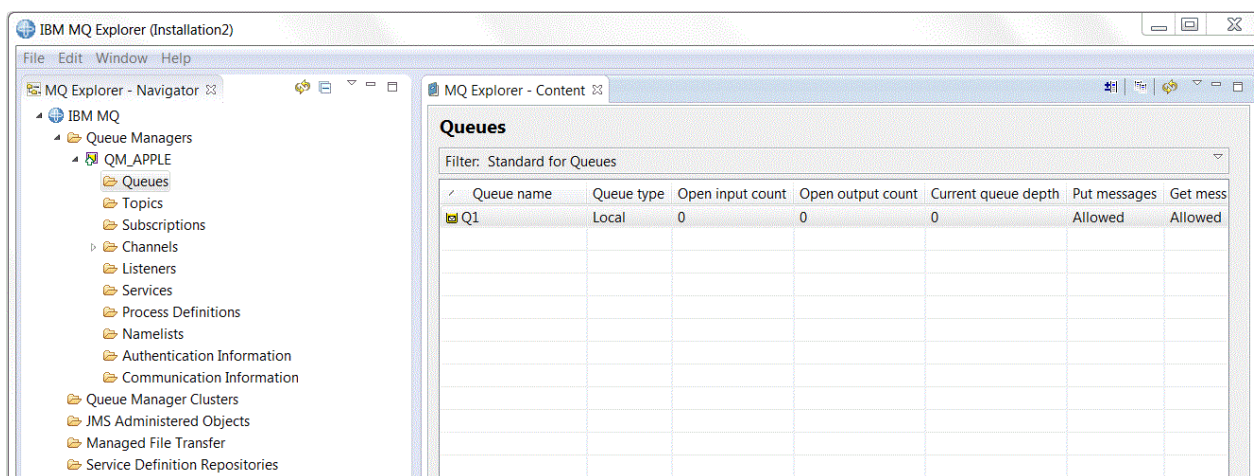 IBM MQ Explorer (Installation2)
File Edit Window Help
MQ Explorer - Navigator
IBM MQ
Queue Managers
QM_APPLE
Queues
Topics
Subscriptions
Channels
Listeners
Services
Process Definitions
Namelists
Authentication Information
Communication Information
Queue Manager Clusters
JMS Administered Objects
Managed File Transfer
Service Definition Repositories
MQ Explorer - Content
Queues
Filter: Standard for Queues
Queue name Queue type Open input count Open output count Current queue depth Put messages Get mess
Q1 Local 0 0 0 Allowed Allowed